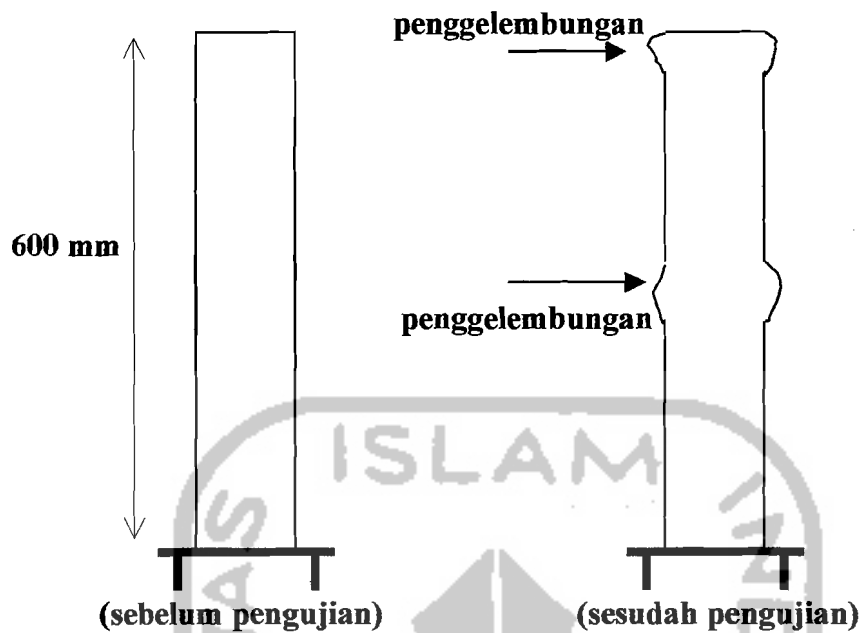 penggelembungan
600 mm
penggelembungan
ISLAM
(sebelum pengujian)
(sesudah pengujian)